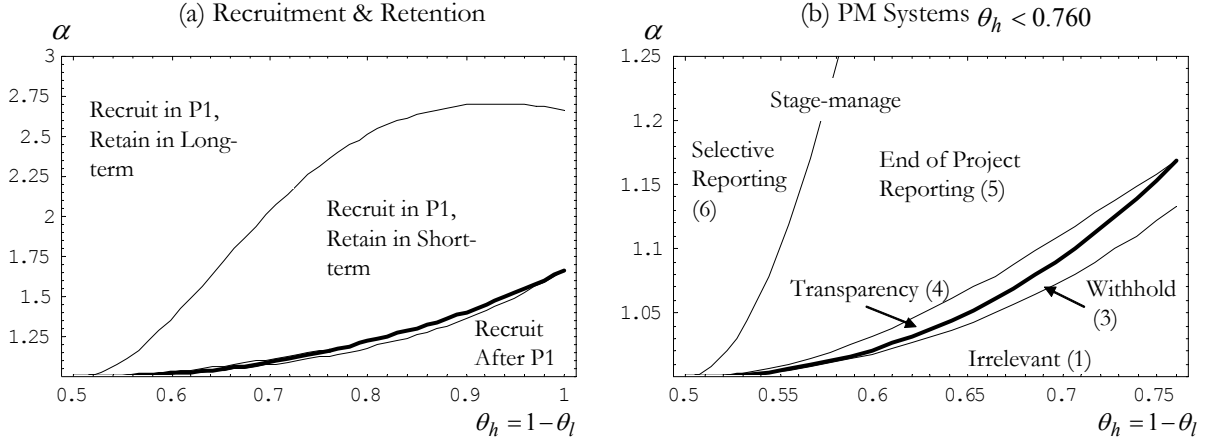 (a) Recruitment & Retention
α
3
2.75
2.5
2.25
2
1.75
1.5
1.25
Recruit in P1,
Retain in Long-
term
Recruit in P1,
Retain in Short-
term
Recruit
After P1
0.5 0.6 0.7 0.8 0.9 1
θh = 1−θl
(b) PM Systems θh < 0.760
α
1.25
1.2
1.15
1.1
1.05
Stage-manage
Selective
Reporting
(6)
End of Project
Reporting (5)
Transparency (4)
Withhold
(3)
Irrelevant (1)
0.5 0.55 0.6 0.65 0.7 0.75
θh = 1−θl